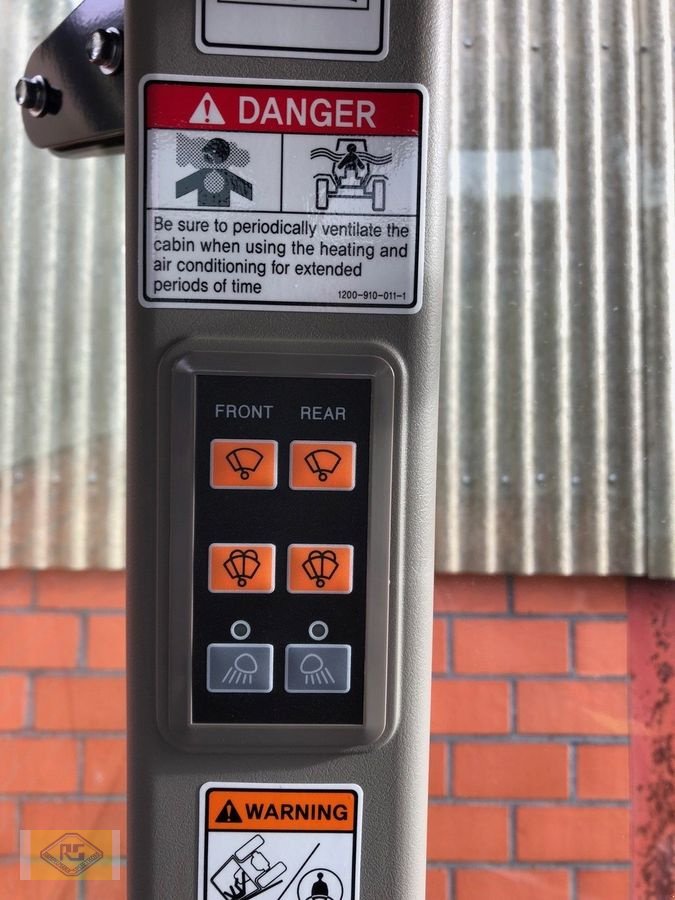 DANGER
Be sure to periodically ventilate the
cabin when using the heating and
air conditioning for extended
periods of time
1200-910-011-1
FRONT REAR
WARNING